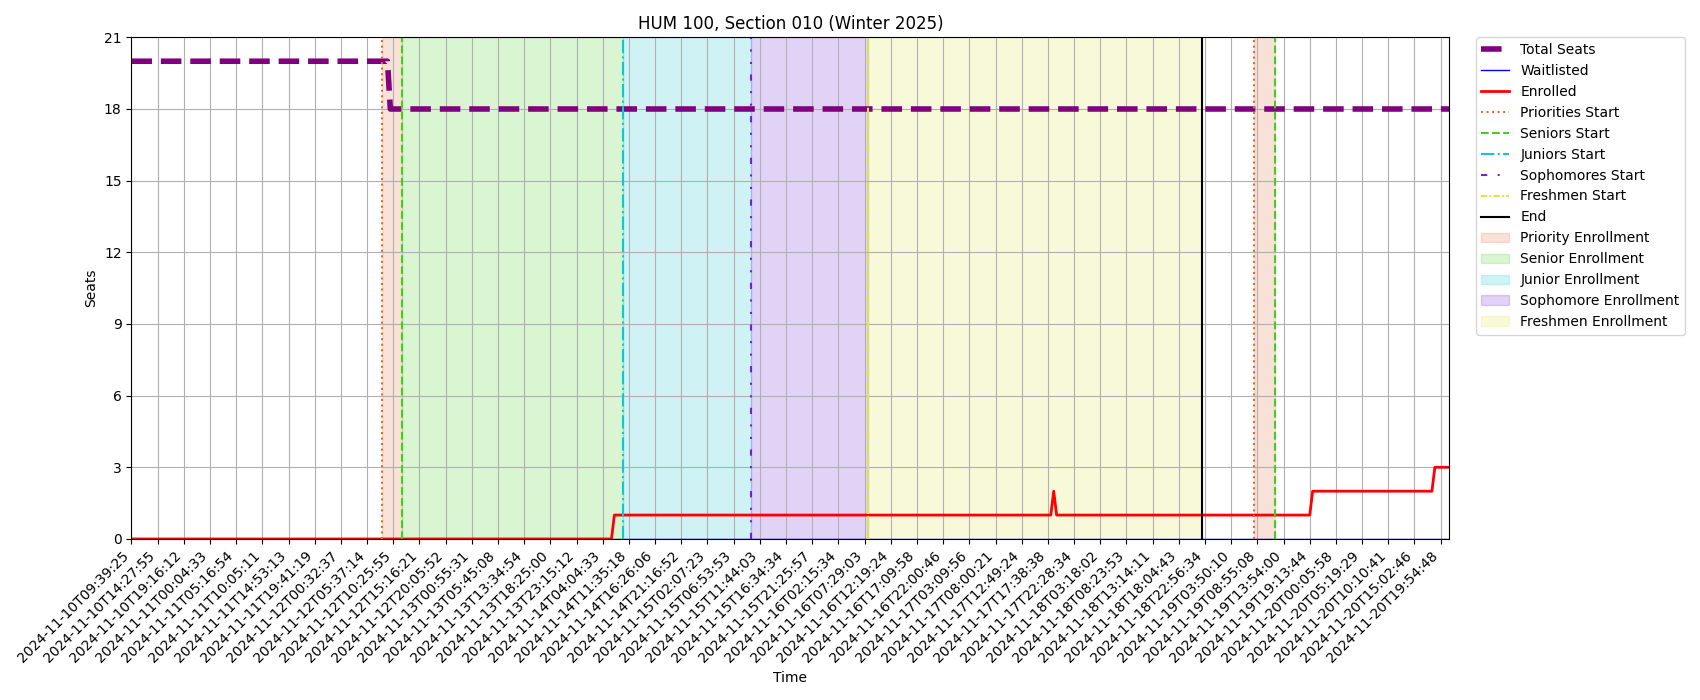 HUM 100, Section 010 (Winter 2025)
21
18
15
12
9
6
3
0
Seats
2024-11-10T09:39:25
2024-11-10T14:27:55
2024-11-10T19:16:12
2024-11-11T00:04:33
2024-11-11T05:16:54
2024-11-11T10:05:11
2024-11-11T14:53:13
2024-11-11T19:41:19
2024-11-12T00:32:37
2024-11-12T05:37:14
2024-11-12T10:25:55
2024-11-12T15:16:21
2024-11-12T20:05:52
2024-11-13T00:55:31
2024-11-13T05:45:08
2024-11-13T13:34:54
2024-11-13T18:25:00
2024-11-13T23:15:12
2024-11-14T04:04:33
2024-11-14T11:35:18
2024-11-14T16:26:06
2024-11-14T21:16:52
2024-11-15T02:07:23
2024-11-15T06:53:53
2024-11-15T11:44:03
2024-11-15T16:34:34
2024-11-15T21:25:57
2024-11-16T02:15:34
2024-11-16T07:29:03
2024-11-16T12:19:24
2024-11-16T17:09:58
2024-11-16T22:00:46
2024-11-17T03:09:56
2024-11-17T08:00:21
2024-11-17T12:49:24
2024-11-17T17:38:38
2024-11-17T22:28:34
2024-11-18T03:18:02
2024-11-18T08:23:53
2024-11-18T13:14:11
2024-11-18T18:04:43
2024-11-18T22:56:34
2024-11-19T03:50:10
2024-11-19T08:55:08
2024-11-19T13:54:00
2024-11-19T19:13:44
2024-11-20T00:05:58
2024-11-20T05:19:29
2024-11-20T10:10:41
2024-11-20T15:02:46
2024-11-20T19:54:48
Time
Total Seats
Waitlisted
Enrolled
Priorities Start
Seniors Start
Juniors Start
Sophomores Start
Freshmen Start
End
Priority Enrollment
Senior Enrollment
Junior Enrollment
Sophomore Enrollment
Freshmen Enrollment